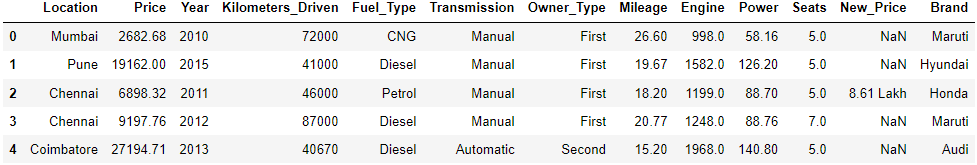 Location Price Year Kilometers_Driven Fuel_Type Transmission Owner_Type Mileage Engine Power Seats New_Price Brand
0 Mumbai 2682.68 2010 72000 CNG Manual First 26.60 998.0 58.16 5.0 NaN Maruti
1 Pune 19162.00 2015 41000 Diesel Manual First 19.67 1582.0 126.20 5.0 NaN Hyundai
2 Chennai 6898.32 2011 46000 Petrol Manual First 18.20 1199.0 88.70 5.0 8.61 Lakh Honda
3 Chennai 9197.76 2012 87000 Diesel Manual First 20.77 1248.0 88.76 7.0 NaN Maruti
4 Coimbatore 27194.71 2013 40670 Diesel Automatic Second 15.20 1968.0 140.80 5.0 NaN Audi